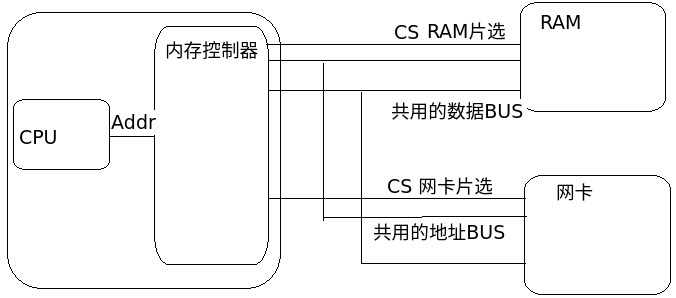 CS RAM片选
RAM
内存控制器
Addr
CPU
共用的数据BUS
CS 网卡片选
网卡
共用的地址BUS